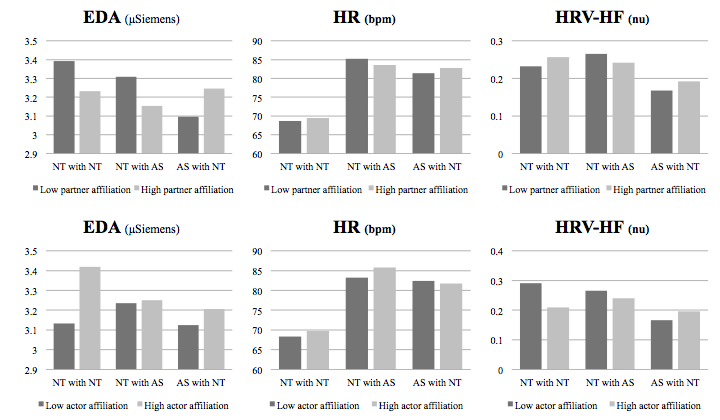 EDA (μSiemens)
3.5
3.4
3.3
3.2
3.1
3
2.9
NT with NT NT with AS AS with NT
Low partner affiliation High partner affiliation
HR (bpm)
90
85
80
75
70
65
60
NT with NT NT with AS AS with NT
Low partner affiliation High partner affiliation
HRV-HF (nu)
0.3
0.2
0.1
0
NT with NT NT with AS AS with NT
Low partner affiliation High partner affiliation
EDA (μSiemens)
3.5
3.4
3.3
3.2
3.1
3
2.9
NT with NT NT with AS AS with NT
Low actor affiliation High actor affiliation
HR (bpm)
90
85
80
75
70
65
60
NT with NT NT with AS AS with NT
Low actor affiliation High actor affiliation
HRV-HF (nu)
0.4
0.3
0.2
0.1
0
NT with NT NT with AS AS with NT
Low actor affiliation High actor affiliation